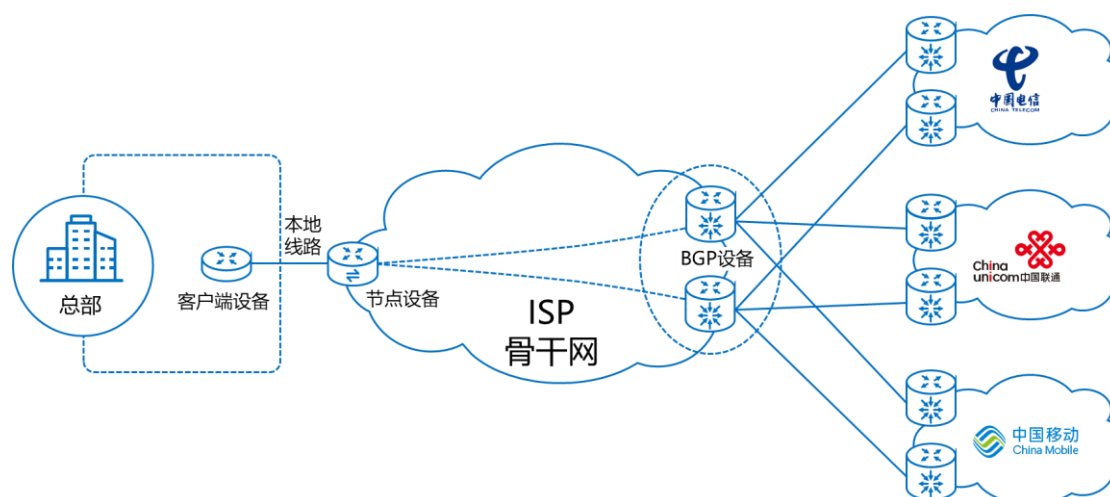 总部
客户端设备
本地
线路
节点设备
ISP
骨干网
BGP设备
中国电信
CHINA TELECOM
China
unicom中国联通
中国移动
China Mobile